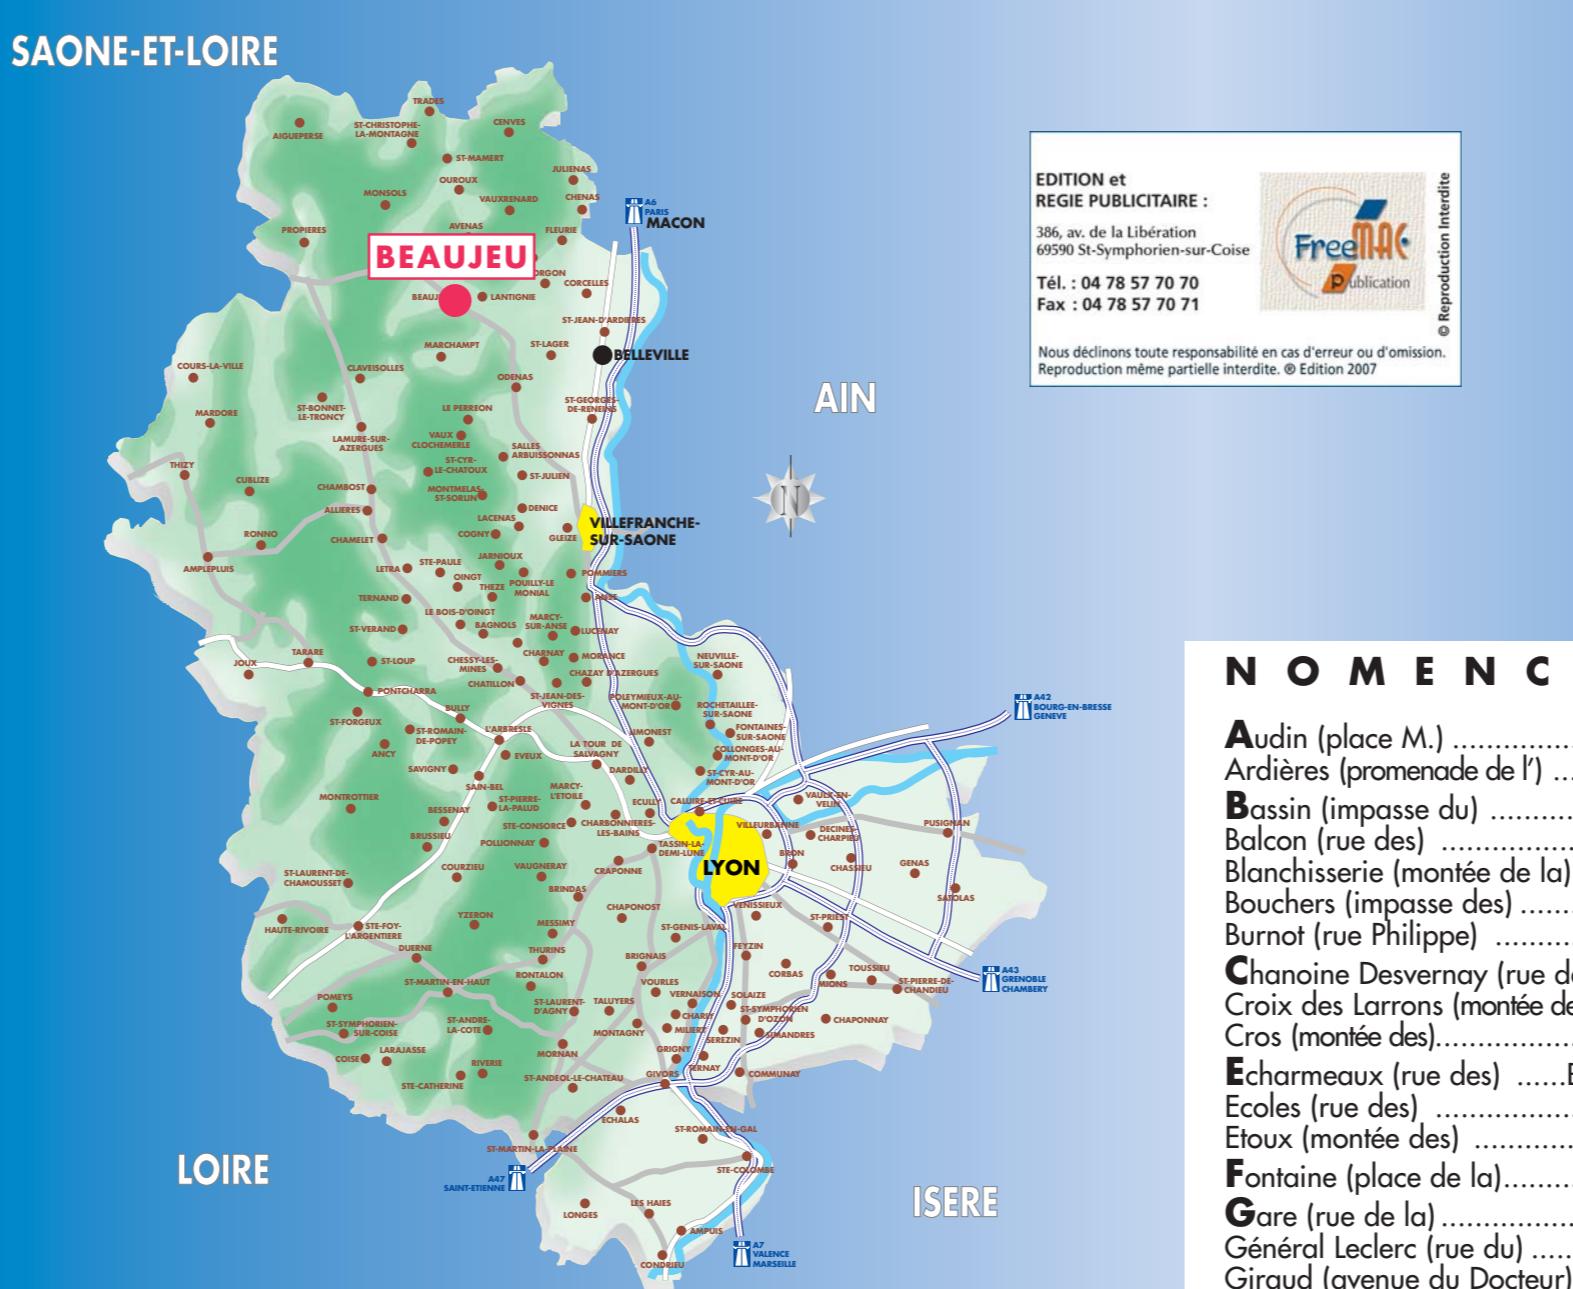 SAONE-ET-LOIRE
TRADES
AIGUEPERSE
ST-CHRISTOPHE-
LA-MONTAGNE
CENVES
ST-MAMERT
JULIENAS
OUROUX
MONSOLS
VAUXRENARD
CHENAS
A6
PARIS
MACON
AVENAS
PROPIERES
FLEURIE
BEAUJEU
ORGON
CORCELLES
BEAUJ
LANTIGNIE
ST-JEAN-D'ARDIERES
MARCHAMPT
ST-LAGER
BELLEVILLE
COURS-LA-VILLE
CLAVEISOLLES
ODENAS
ST-GEORGES-
DE-RENEINS
MARDORE
ST-BONNET-
LE-TRONCY
LE PERREON
LAMURE-SUR-
AZERGUES
VAUX
CLOCHEMERLE
SALLES
ARBUISSONNAS
ST-CYR-
LE-CHATOUX
THIZY
CUBLIZE
ST-JULIEN
CHAMBOST
MONTMELAS-
ST-SORLIN
ALLIERES
DENICE
LACENAS
VILLEFRANCHE-
SUR-SAONE
RONNO
CHAMELET
COGNY
GLEIZE
AMPLEPLUIS
LETRA
STE-PAULE
JARNIOUX
OINGT
THEZE
POUILLY-LE
MONIAL
POMMIERS
TERNAND
ANSE
LE BOIS-D'OINGT
BAGNOLS
MARCY-
SUR-ANSE
LUCENAY
ST-VERAND
TARARE
JOUX
ST-LOUP
CHESSY-LES-
MINES
CHARNAY
MORANCE
CHATILLON
CHAZAY D'AZERGUES
NEUVILLE-
SUR-SAONE
PONTCHARRA
ST-JEAN-DES-
VIGNES
POLEYMIEUX-AU-
MONT-D'OR
ROCHETAILLEE-
SUR-SAONE
A42
BOURG-EN-BRESSE
GENEVE
ST-FORGEUX
BULLY
ST-ROMAIN-
DE-POPEY
L'ARBRESLE
LIMONEST
FONTAINES-
SUR-SAONE
ANCY
EVEUX
LA TOUR DE
SALVAGNY
COLLONGES-AU-
MONT-D'OR
SAVIGNY
DARDILLY
ST-CYR-AU-
MONT-D'OR
SAIN-BEL
MONTROTTIER
ST-PIERRE-
LA-PALUD
MARCY-
L'ETOILE
ECULLY
CALUIRE-ET-CUIRE
VAULX-EN-
VELIN
BESSENAY
STE-CONSORCE
CHARBONNIERES-
LES-BAINS
VILLEURBANNE
DECINES-
CHARPIEU
PUSIGNAN
BRUSSIEU
POLLIONNAY
TASSIN-LA-
DEMI-LUNE
BRON
CHASSIEU
GENAS
LYON
ST-LAURENT-DE-
CHAMOUSSET
COURZIEU
VAUGNERAY
CRAPONNE
BRINDAS
SATOLAS
CHAPONOST
VENISSIEUX
YZERON
HAUTE-RIVOIRE
STE-FOY-
L'ARGENTIERE
MESSIMY
ST-GENIS-LAVAL
ST-PRIEST
DUERNE
THURINS
BRIGNAIS
FEYZIN
RONTALON
CORBAS
TOUSSIEU
A43
GRENOBLE
CHAMBERY
ST-MARTIN-EN-HAUT
VOURLES
MIONS
ST-PIERRE-DE-
CHANDIEU
POMEYS
ST-LAURENT-
D'AGNY
TALUYERS
VERNAISON
SOLAIZE
ST-SYMPHORIEN-
SUR-COISE
ST-ANDRE-
LA-COTE
CHARLY
ST-SYMPHORIEN
D'OZON
CHAPONNAY
MONTAGNY
MILIERY
SEREZIN
SIMANDRES
COISE
LARAJASSE
MORNAN
GRIGNY
TERNAY
RIVERIE
STE-CATHERINE
ST-ANDEOL-LE-CHATEAU
GIVORS
COMMUNAY
ECHALAS
ST-ROMAIN-EN-GAL
ST-MARTIN-LA-PLAINE
STE-COLOMBE
A47
SAINT-ETIENNE
LONGES
LES HAIES
AMPUIS
CONDRIEU
A7
VALENCE
MARSEILLE
AIN
N
LOIRE
ISERE
EDITION et
REGIE PUBLICITAIRE :
386, av. de la Libération
69590 St-Symphorien-sur-Coise
Tél. : 04 78 57 70 70
Fax : 04 78 57 70 71
FreeMAC
Publication
© Reproduction Interdite
Nous déclinons toute responsabilité en cas d'erreur ou d'omission.
Reproduction même partielle interdite. ® Edition 2007
NOMENC
Audin (place M.) ...............
Ardières (promenade de l') ...
Bassin (impasse du) ..........
Balcon (rue des) ................
Blanchisserie (montée de la)
Bouchers (impasse des) .......
Burnot (rue Philippe) ..........
Chanoine Desvernay (rue de
Croix des Larrons (montée de
Cros (montée des)..................
Echarmeaux (rue des) ......E
Ecoles (rue des) .................
Etoux (montée des) ............
Fontaine (place de la).........
Gare (rue de la) .................
Général Leclerc (rue du) .....
Giraud (avenue du Docteur)